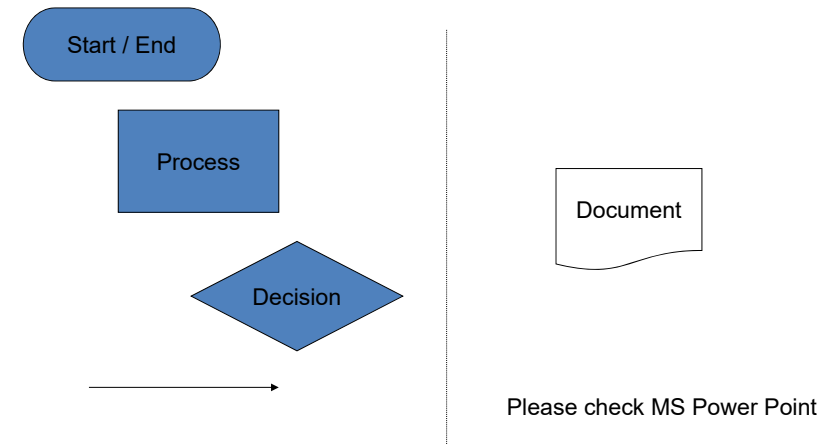 Start / End
Process
Decision
Document
Please check MS Power Point